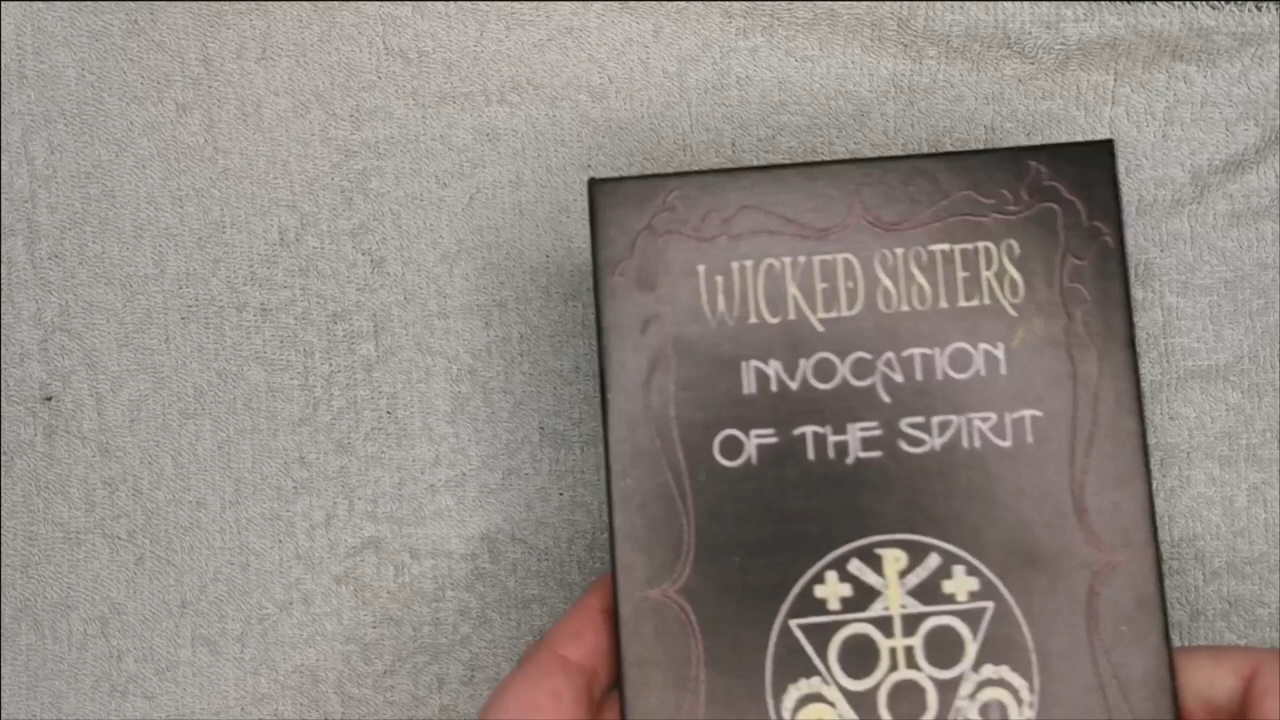 WICKED SISTERS
INVOCATION
OF THE SPIRIT